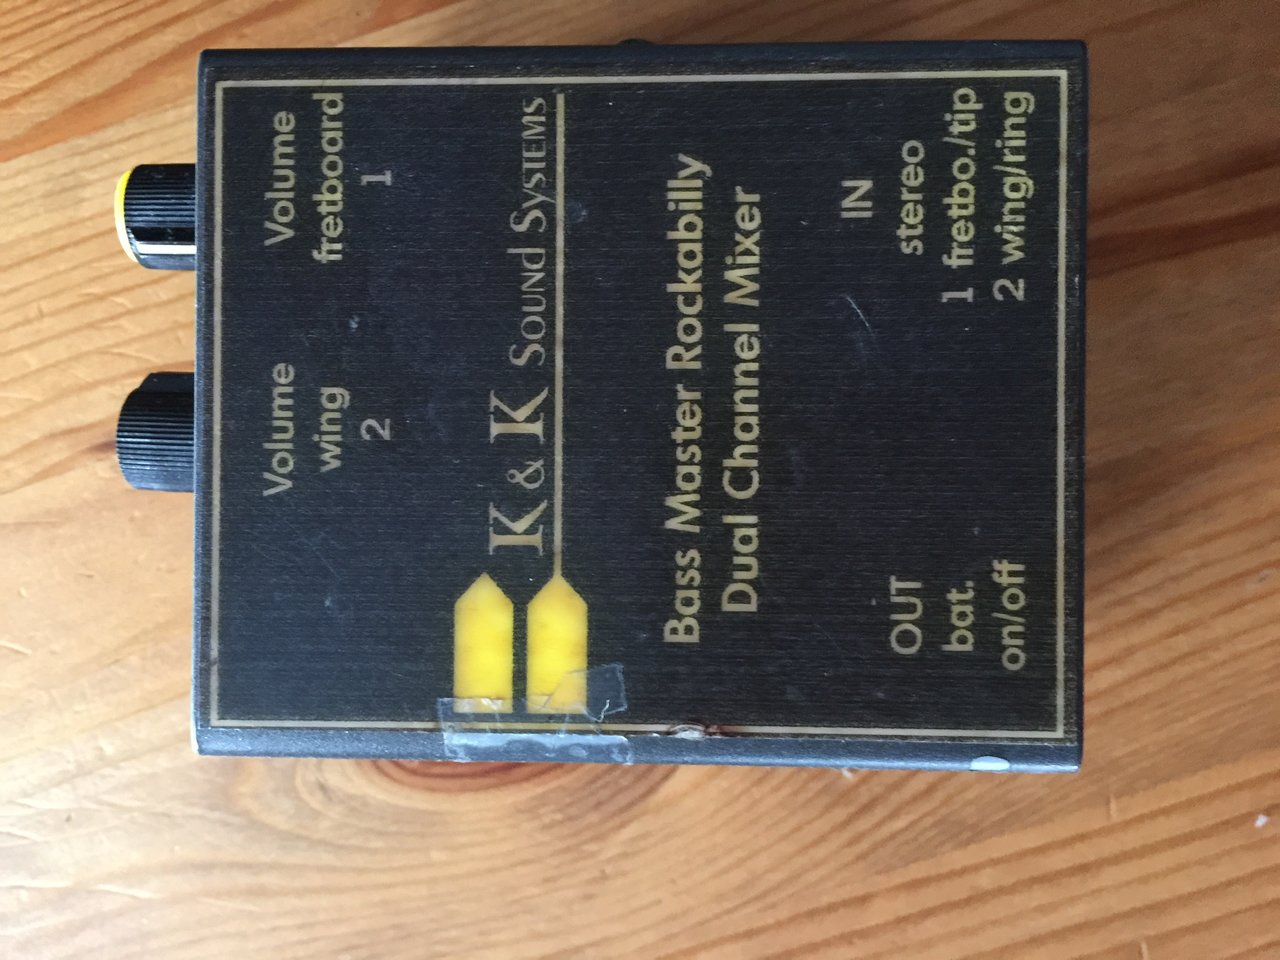 Volume
wing
2
Volume
fretboard
1
K & K SOUND SYSTEMS
Bass Master Rockabilly
Dual Channel Mixer
OUT
bat.
on/off
IN
stereo
1 fretbo./tip
2 wing/ring